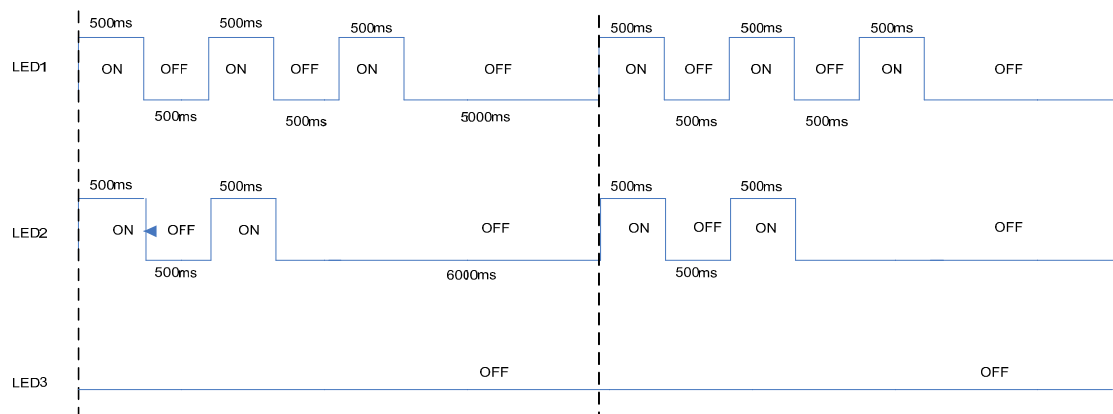 500ms 500ms 500ms 500ms 500ms 500ms
LED1 ON OFF ON OFF ON OFF ON OFF ON OFF ON OFF
500ms 500ms 5000ms 500ms 500ms
500ms 500ms 500ms 500ms
LED2 ON OFF ON OFF ON OFF ON OFF
500ms 6000ms 500ms
LED3 OFF OFF